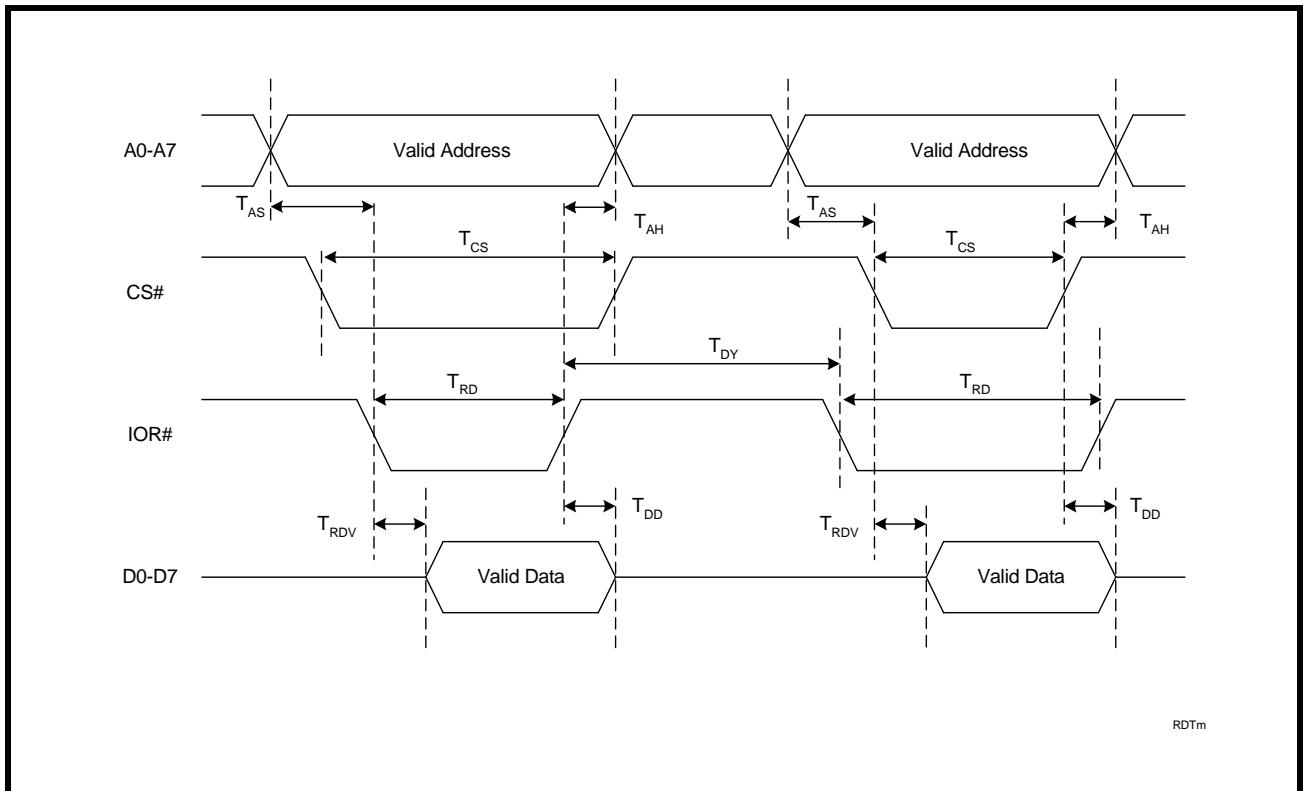 A0-A7
Valid Address
Valid Address
TAS
TAH
TAS
TAH
TCS
TCS
CS#
TDY
TRD
TRD
IOR#
TRDV
TDD
TRDV
TDD
D0-D7
Valid Data
Valid Data
RDTm